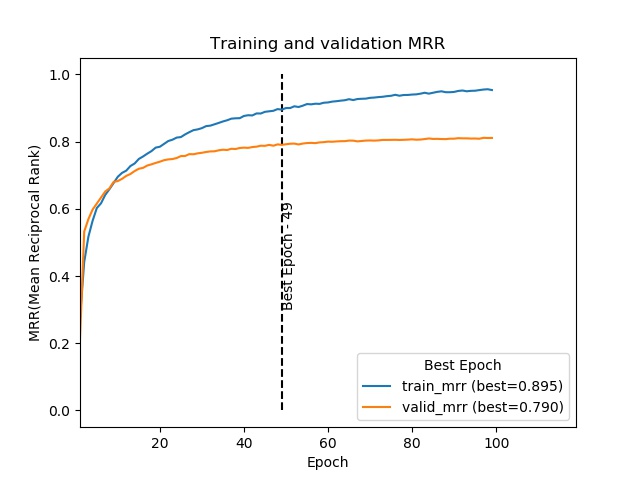 Training and validation MRR
MRR(Mean Reciprocal Rank)
1.0
0.8
0.6
0.4
0.2
0.0
Best Epoch - 49
Best Epoch
train_mrr (best=0.895)
valid_mrr (best=0.790)
20
40
60
80
100
Epoch